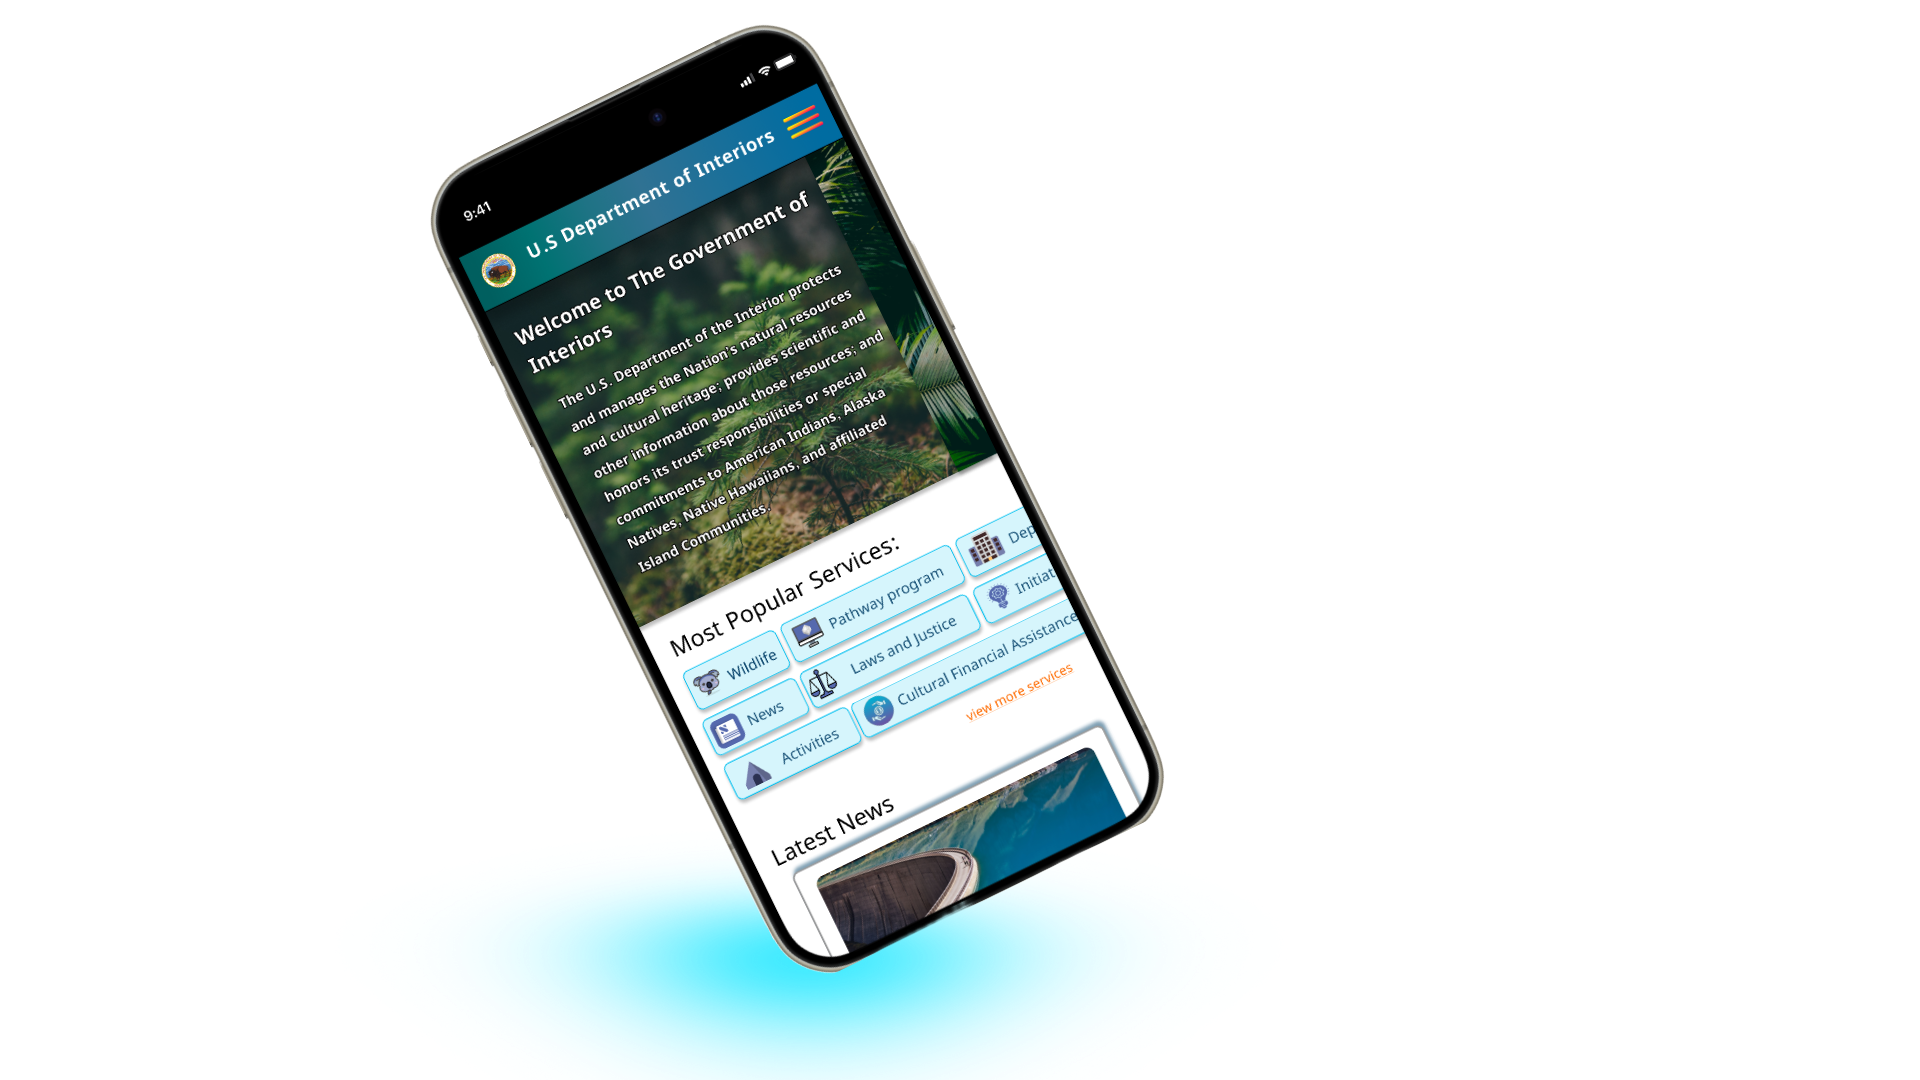 9:41
U.S Department of Interiors
Welcome to The Government of
Interiors
The U.S. Department of the Interior protects
and manages the Nation's natural resources
and cultural heritage; provides scientific and
other information about those resources; and
honors its trust responsibilities or special
commitments to American Indians, Alaska
Natives, Native Hawaiians, and affiliated
Island Communities.
Most Popular Services:
Wildlife
Pathway program
Dep
News
Laws and Justice
Initiat
Activities
Cultural Financial Assistance
view more services
Latest News